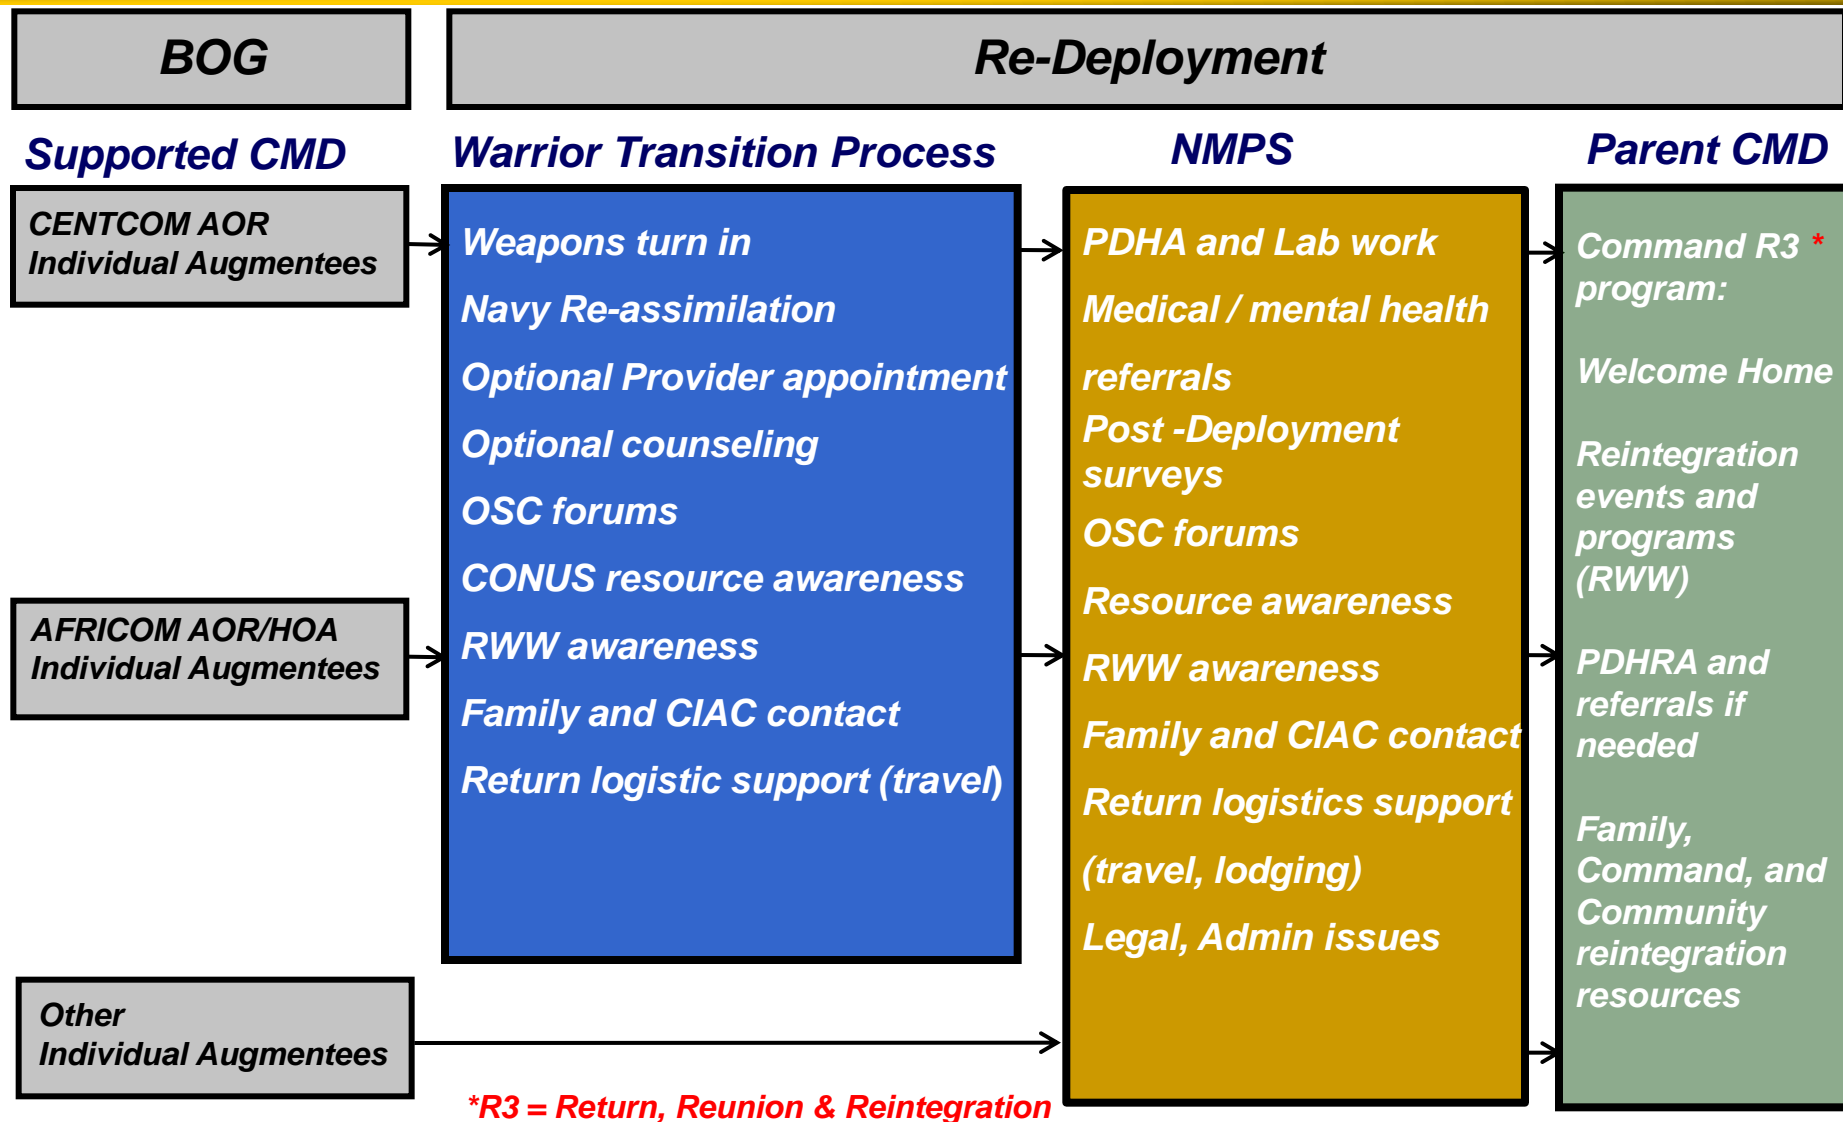 BOG
Re-Deployment
Supported CMD
Warrior Transition Process
NMPS
Parent CMD
CENTCOM AOR
Individual Augmentees
AFRICOM AOR/HOA
Individual Augmentees
Other
Individual Augmentees
Weapons turn in
Navy Re-assimilation
Optional Provider appointment
Optional counseling
OSC forums
CONUS resource awareness
RWW awareness
Family and CIAC contact
Return logistic support (travel)
PDHA and Lab work
Medical / mental health
referrals
Post -Deployment
surveys
OSC forums
Resource awareness
RWW awareness
Family and CIAC contact
Return logistics support
(travel, lodging)
Legal, Admin issues
Command R3 *
program:
Welcome Home
Reintegration
events and
programs
(RWW)
PDHRA and
referrals if
needed
Family,
Command, and
Community
reintegration
resources
*R3 = Return, Reunion & Reintegration